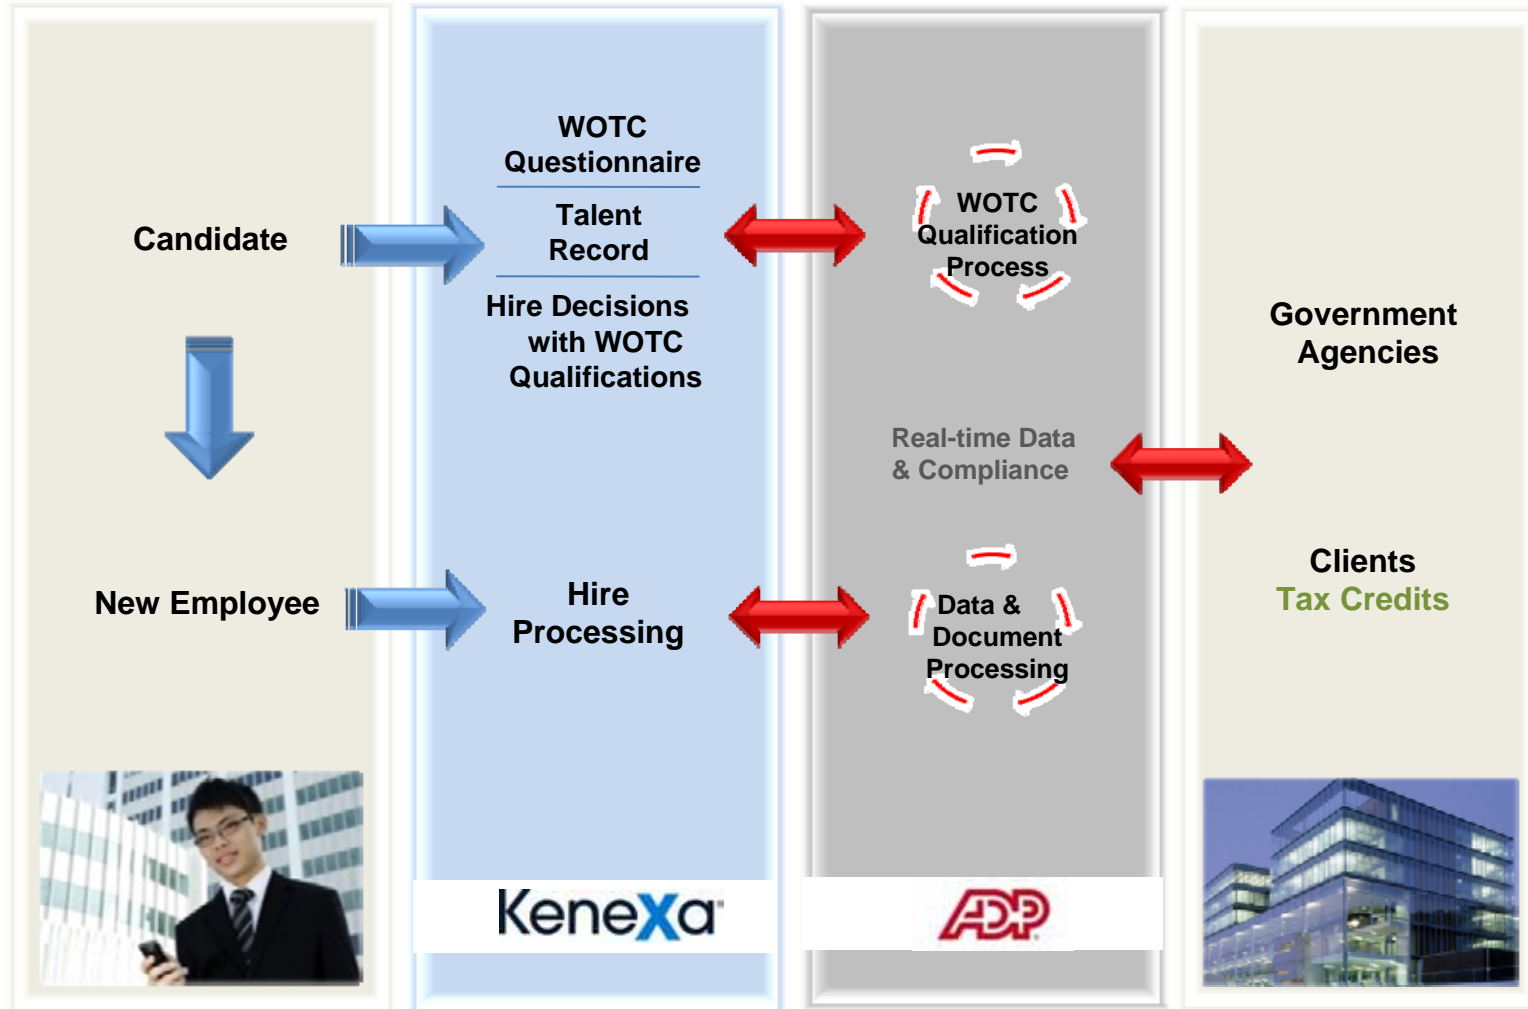 Candidate
New Employee
WOTC
Questionnaire
Talent
Record
Hire Decisions
with WOTC
Qualifications
Hire
Processing
Kenexa
WOTC
Qualification
Process
Real-time Data
& Compliance
Data &
Document
Processing
ADP
Government
Agencies
Clients
Tax Credits